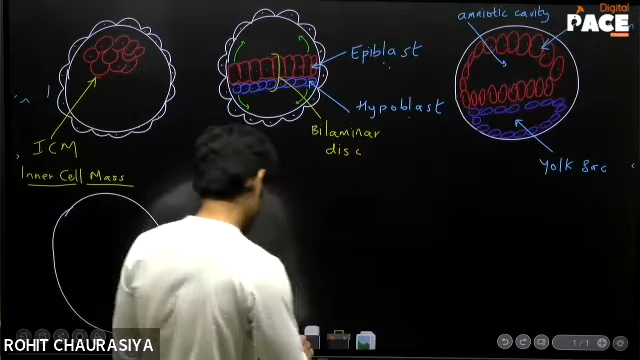 amniotic cavity
Digital
PACE
Epiblast
Hypoblast
Bilaminar
disc
ICM
Inner Cell Mass
Yolk Sac
ROHIT CHAURASIYA
1/1